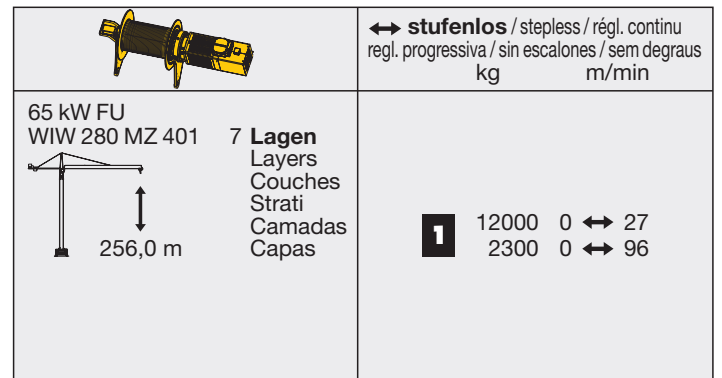 ↔ stufenlos / stepless / régl. continu
regl. progressiva / sin escalones / sem degraus
kg m/min
65 kW FU
WIW 280 MZ 401 7 Lagen
Layers
Couches
Strati
Camadas
256,0 m Capas
1 12000 0 ↔ 27
2300 0 ↔ 96